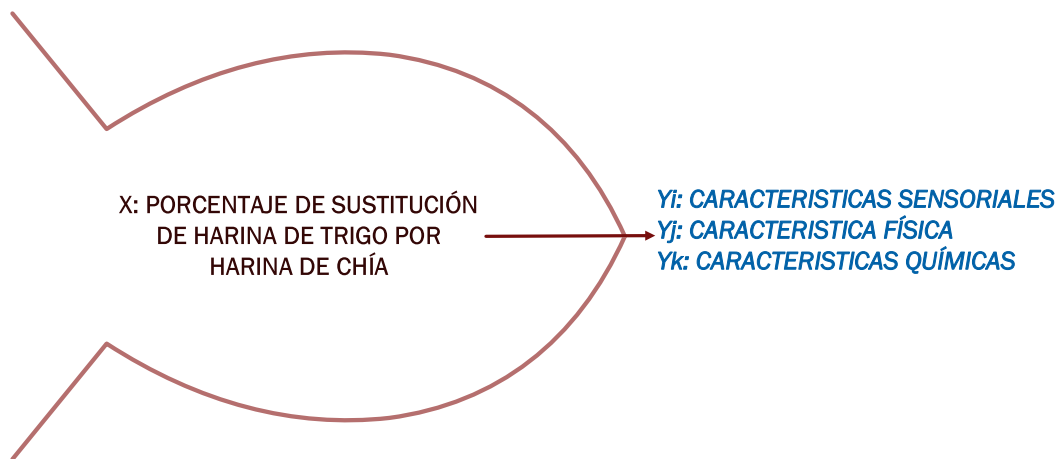 X: PORCENTAJE DE SUSTITUCIÓN
DE HARINA DE TRIGO POR
HARINA DE CHÍA
Yi: CARACTERISTICAS SENSORIALES
Yj: CARACTERISTICA FÍSICA
Yk: CARACTERISTICAS QUÍMICAS